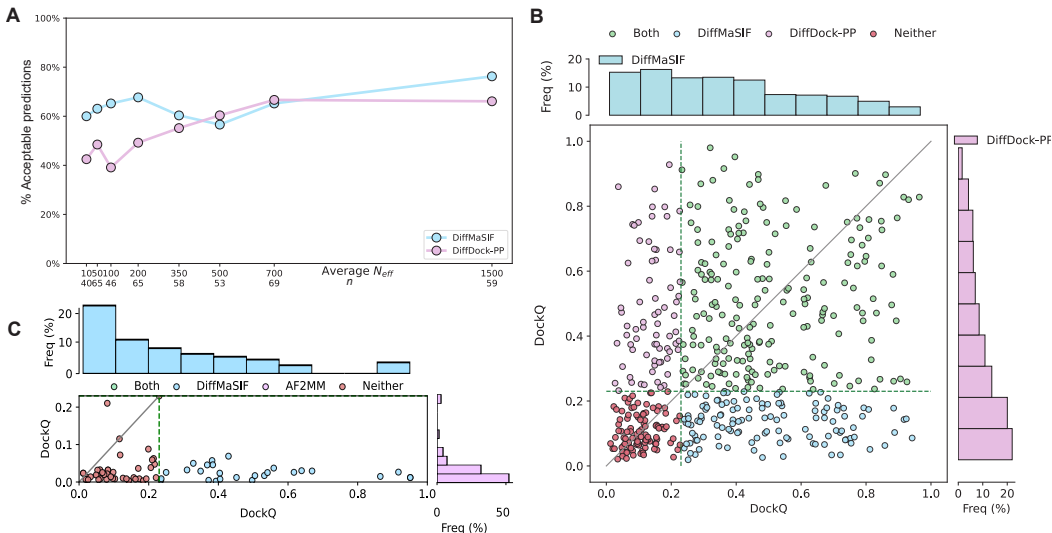 A
100%
80%
60%
40%
20%
0%
% Acceptable predictions
DiffMaSIF
DiffDock-PP
10 50 100 200 350 500 700 Average Neff 1500
40 65 46 65 58 53 69 n 59
B
Both DiffMaSIF DiffDock-PP Neither
DiffMaSIF
Freq (%)
20
10
0
DiffDock-PP
DockQ
1.0
0.8
0.6
0.4
0.2
0.0
0.0 0.2 0.4 0.6 0.8 1.0
DockQ
0 10 20
Freq (%)
C
Freq (%)
20
10
0
Both DiffMaSIF AF2MM Neither
DockQ
0.2
0.1
0.0
0.0 0.2 0.4 0.6 0.8 1.0
DockQ
0 50
Freq (%)